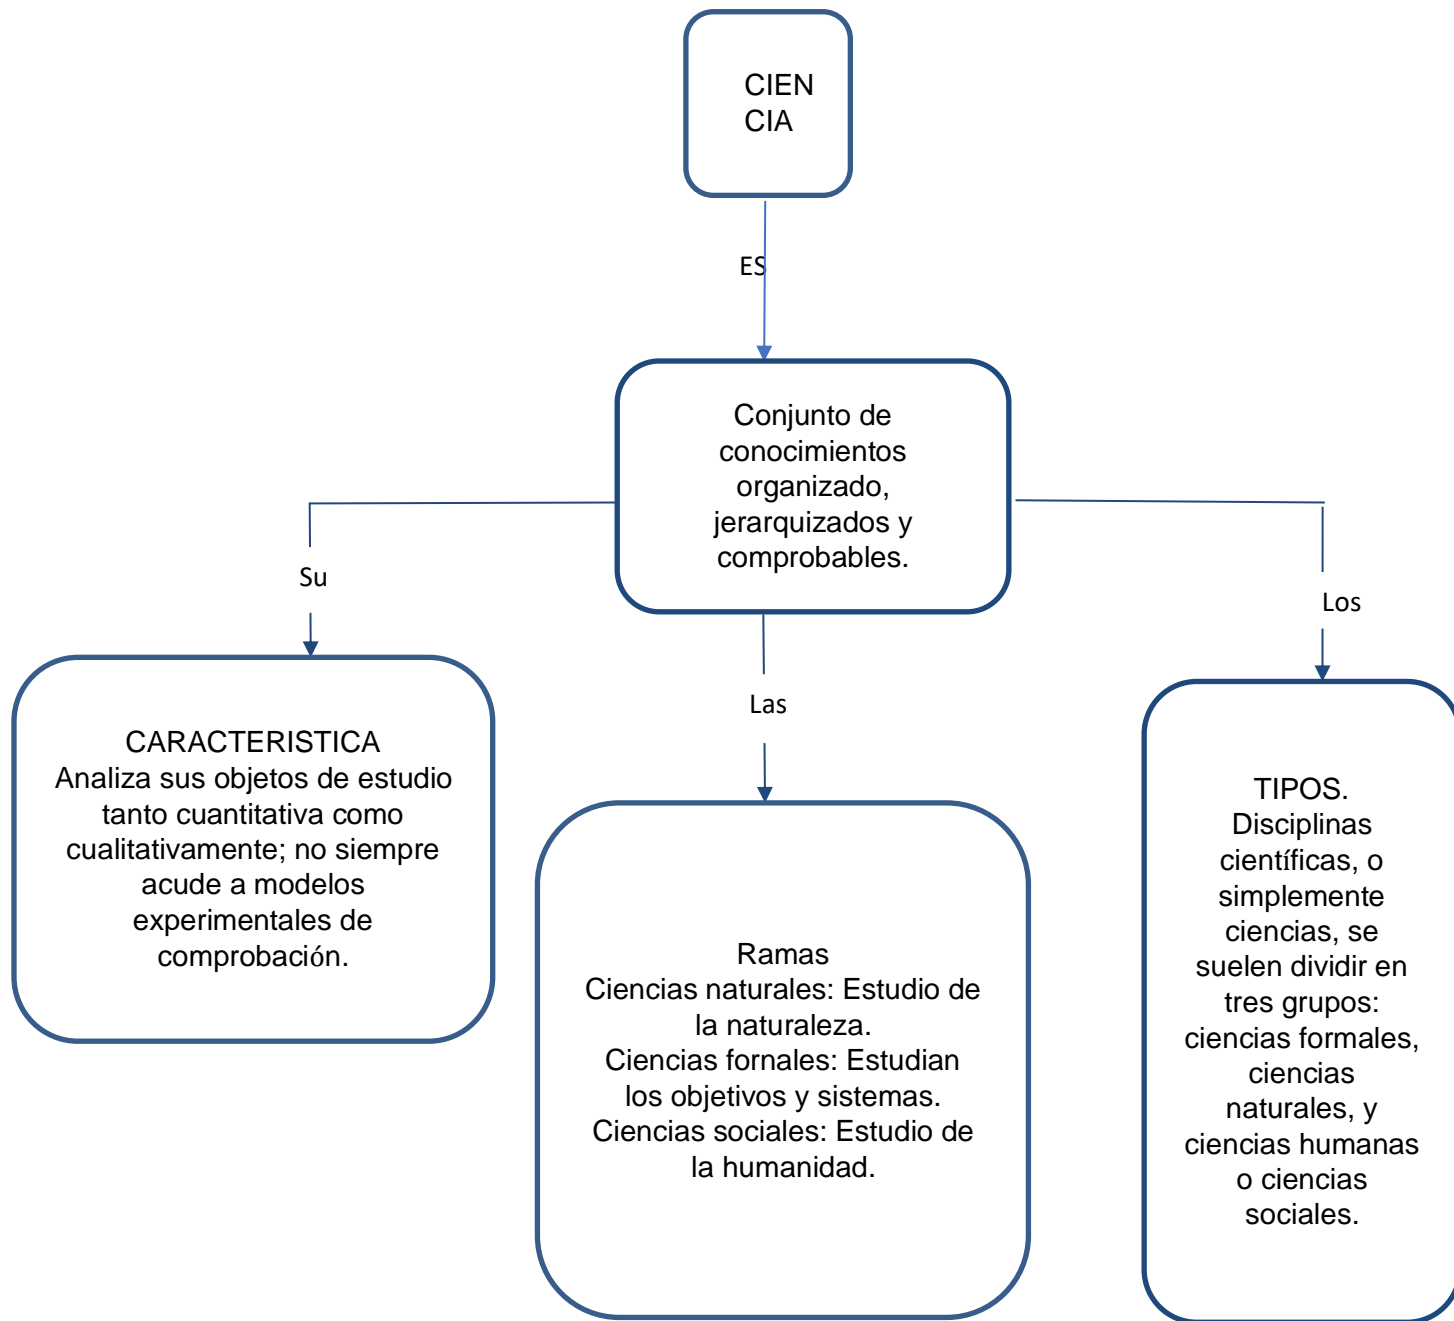 CIEN
CIA
ES
Conjunto de
conocimientos
organizado,
jerarquizados y
comprobables.
Su
CARACTERISTICA
Analiza sus objetos de estudio
tanto cuantitativa como
cualitativamente; no siempre
acude a modelos
experimentales de
comprobación.
Las
Ramas
Ciencias naturales: Estudio de
la naturaleza.
Ciencias fornales: Estudian
los objetivos y sistemas.
Ciencias sociales: Estudio de
la humanidad.
Los
TIPOS.
Disciplinas
científicas, o
simplemente
ciencias, se
suelen dividir en
tres grupos:
ciencias formales,
ciencias
naturales, y
ciencias humanas
o ciencias
sociales.